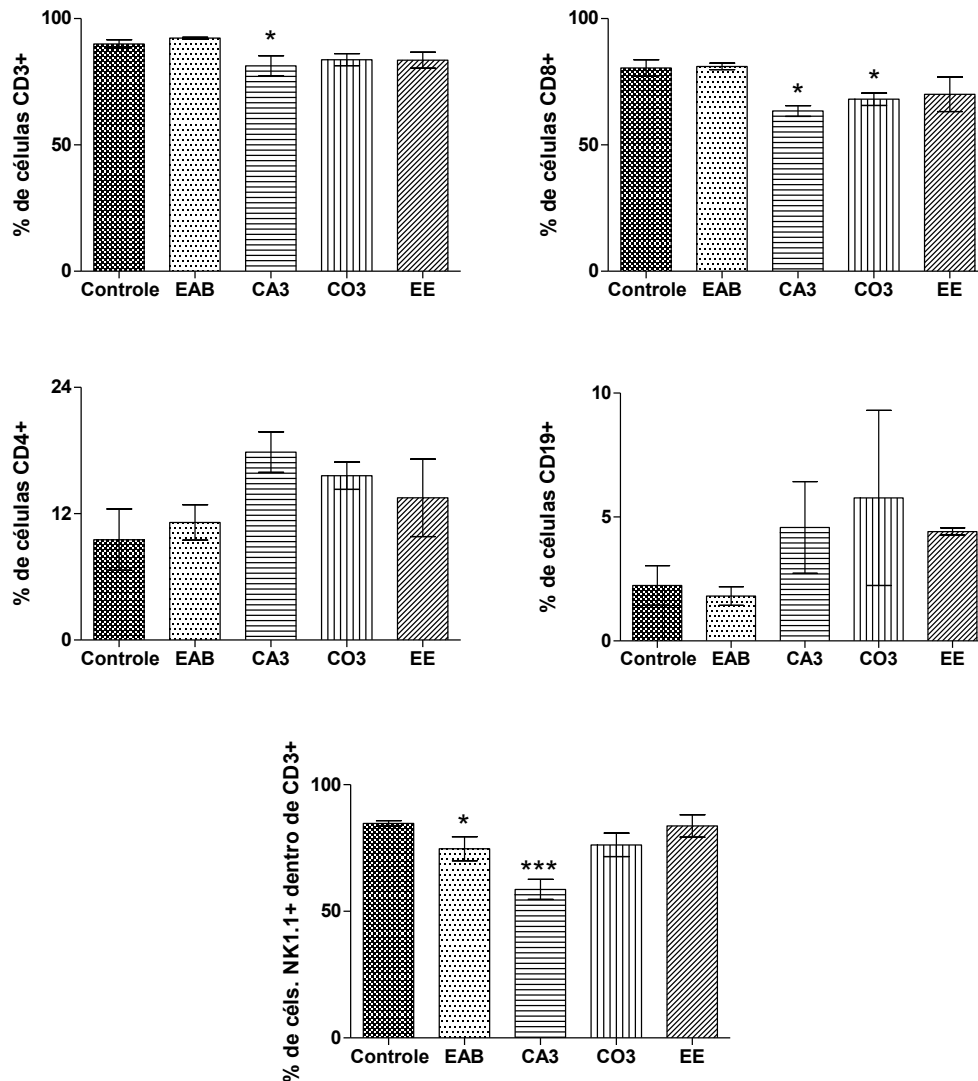 % de células CD3+
100
50
0
*
Controle EAB CA3 CO3 EE
% de células CD8+
100
50
0
*
*
Controle EAB CA3 CO3 EE
% de células CD4+
24
12
0
Controle EAB CA3 CO3 EE
% de células CD19+
10
5
0
Controle EAB CA3 CO3 EE
% de céls. NK1.1+ dentro de CD3+
100
50
0
*
***
Controle EAB CA3 CO3 EE